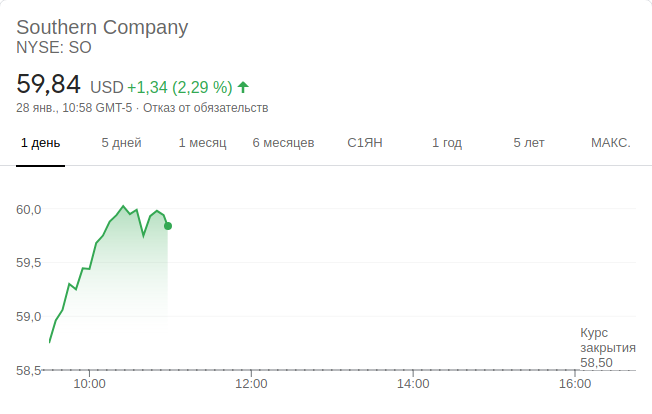 Southern Company
NYSE: SO
59,84 USD +1,34 (2,29 %)
28 янв., 10:58 GMT-5 · Отказ от обязательств
1 день 5 дней 1 месяц 6 месяцев С1ЯН 1 год 5 лет МАКС.
60,0
59,5
59,0
Курс
закрытия
58,50
58,5
10:00 12:00 14:00 16:00